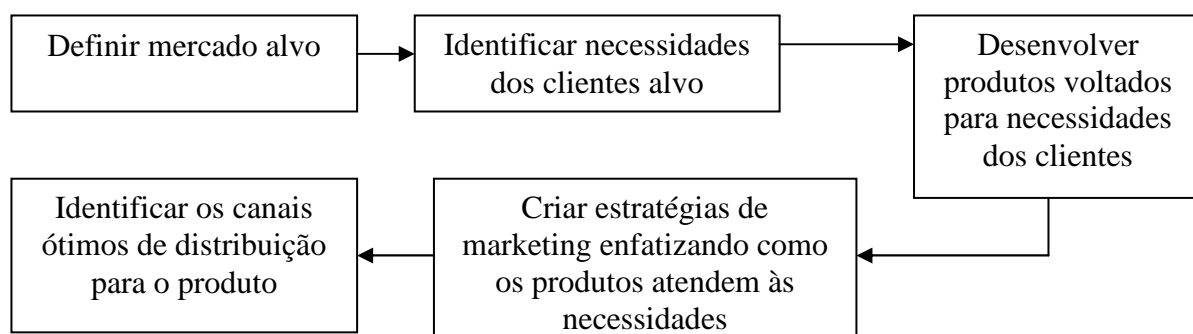 Definir mercado alvo
Identificar necessidades
dos clientes alvo
Desenvolver
produtos voltados
para necessidades
dos clientes
Criar estratégias de
marketing enfatizando como
os produtos atendem às
necessidades
Identificar os canais
ótimos de distribuição
para o produto